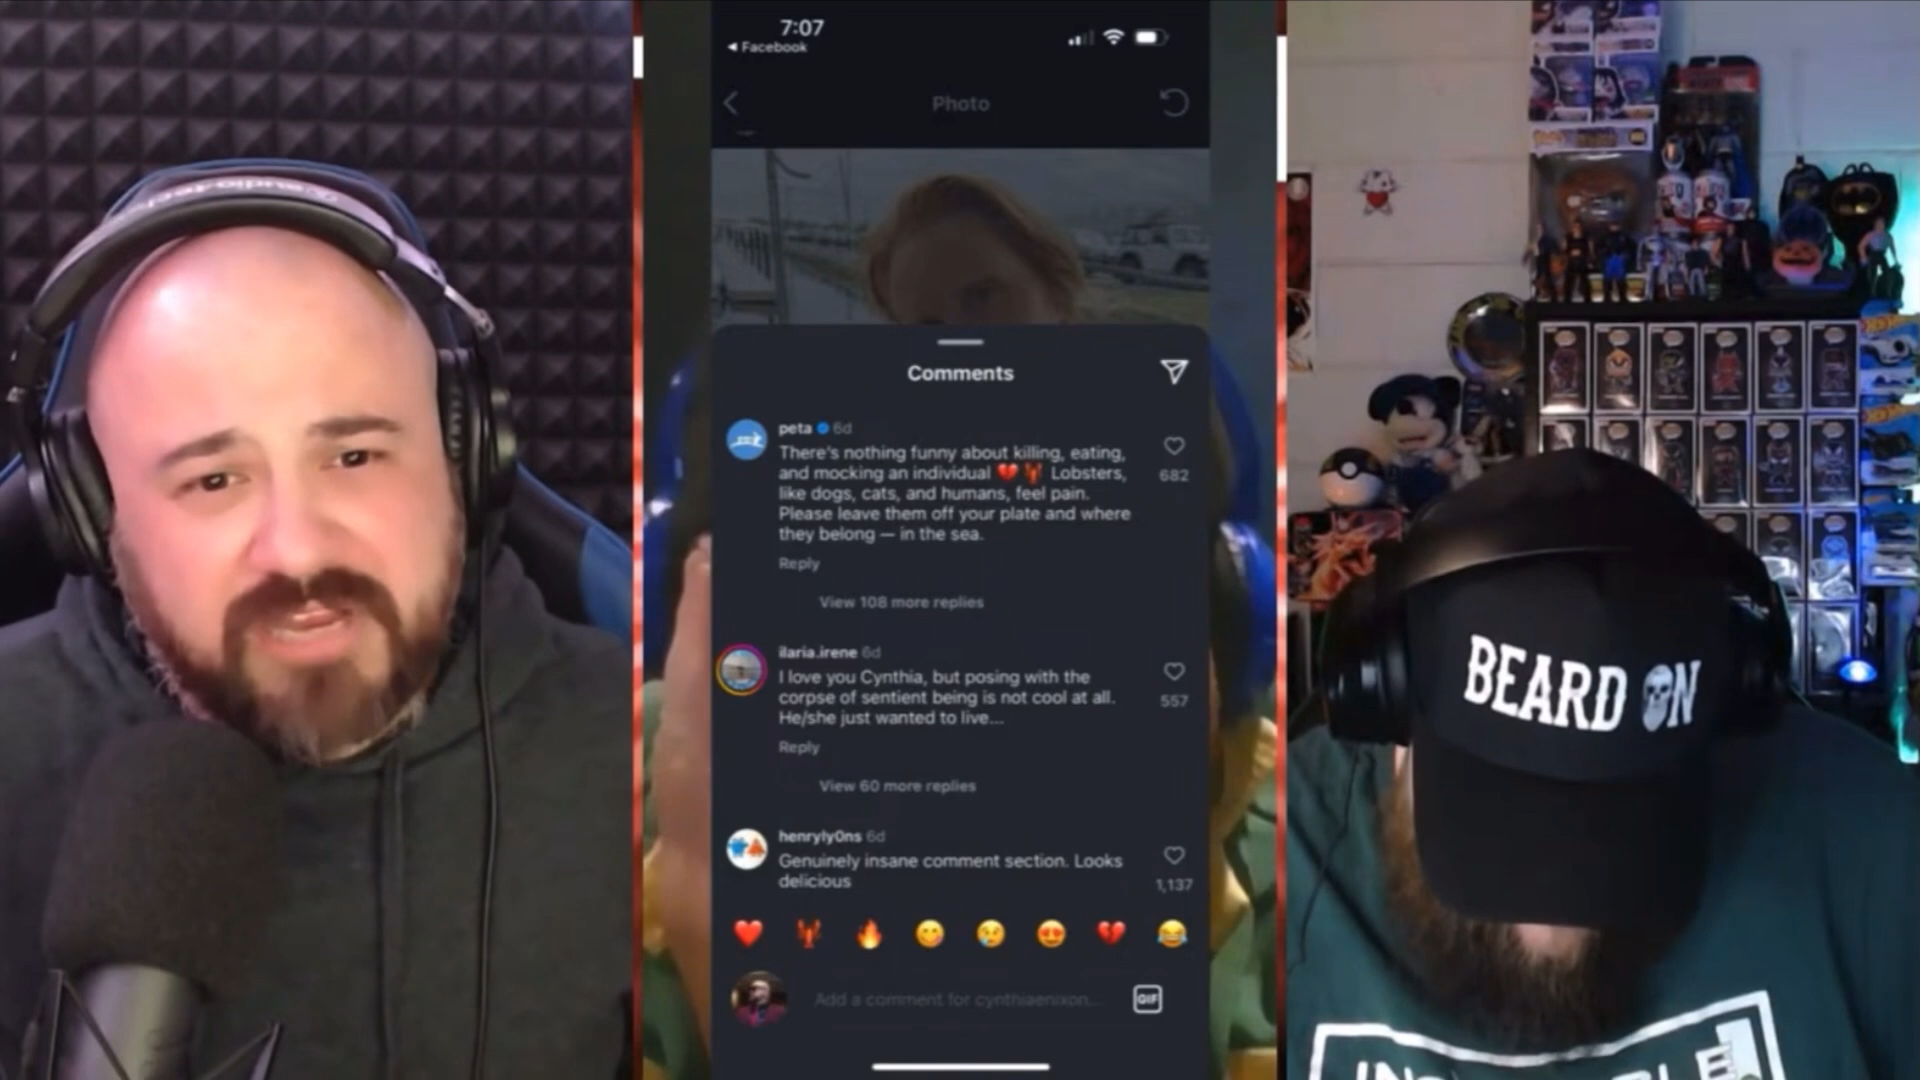 7:07
◀ Facebook
Photo
Comments
peta 6d
There's nothing funny about killing, eating,
and mocking an individual 💔 🦞 Lobsters,
like dogs, cats, and humans, feel pain.
Please leave them off your plate and where
they belong — in the sea.
682
Reply
View 108 more replies
ilaria.irene 6d
I love you Cynthia, but posing with the
corpse of sentient being is not cool at all.
He/she just wanted to live...
557
Reply
View 60 more replies
henryly0ns 6d
Genuinely insane comment section. Looks
delicious
1,137
❤️ 🦞 🔥 😋 😢 😍 💔 😂
Add a comment for cynthiaenixon...
GIF
BEARD ON